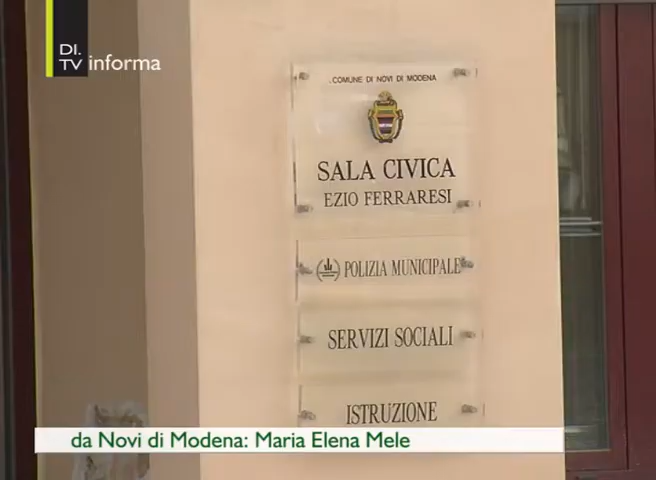 DI.
TV informa
COMUNE DI NOVI DI MODENA
SALA CIVICA
EZIO FERRARESI
POLIZIA MUNICIPALE
SERVIZI SOCIALI
ISTRUZIONE
da Novi di Modena: Maria Elena Mele